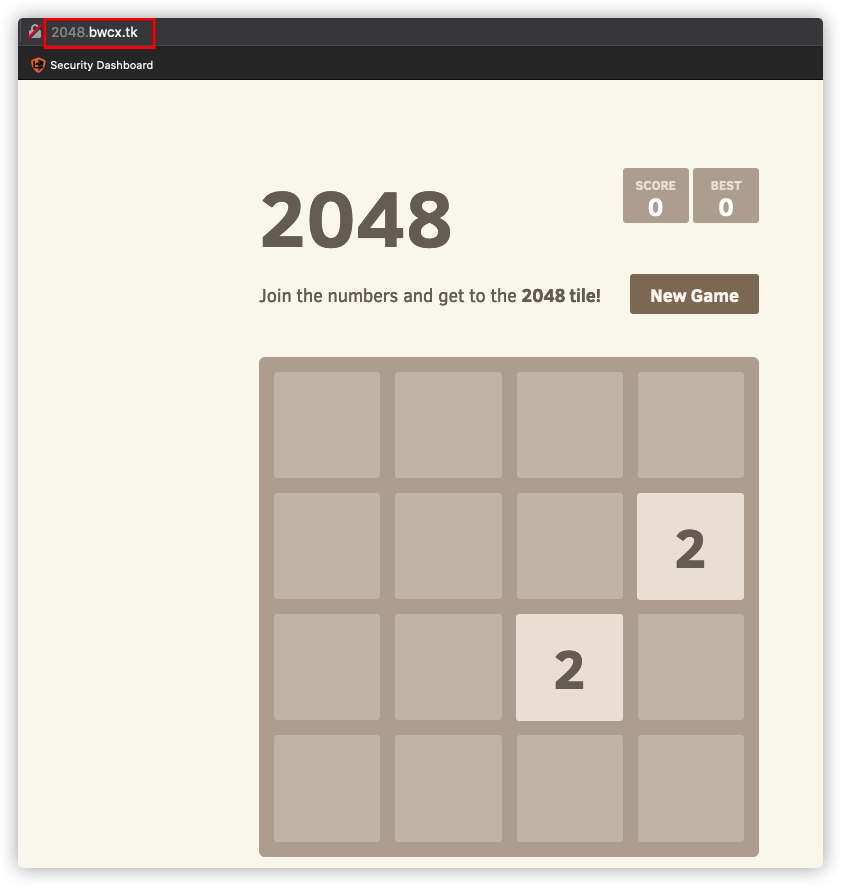 2048.bwcx.tk
Security Dashboard
2048
SCORE
0
BEST
0
Join the numbers and get to the 2048 tile!
New Game
2
2